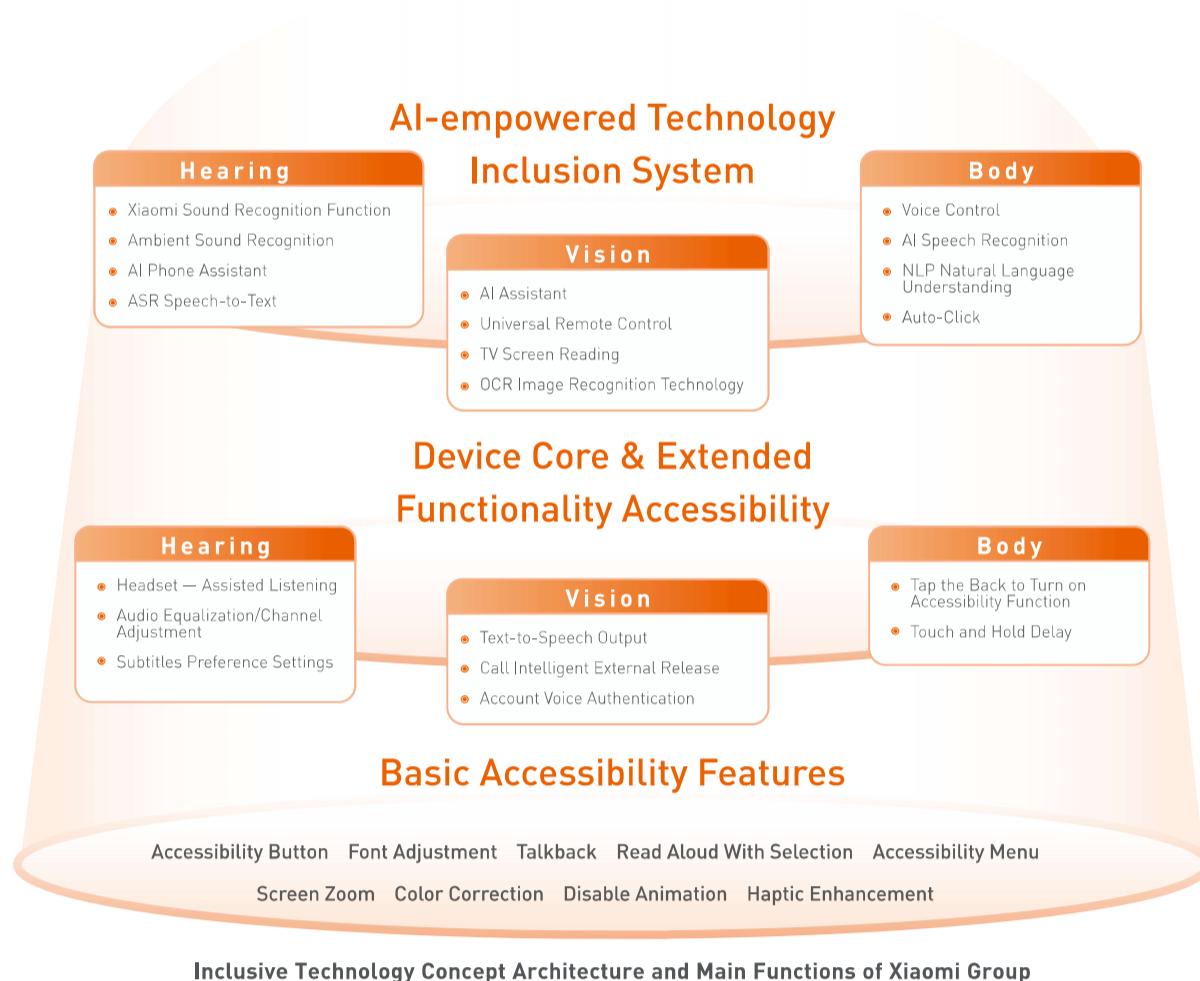 AI-empowered Technology
Inclusion System
Hearing
Xiaomi Sound Recognition Function
Ambient Sound Recognition
AI Phone Assistant
ASR Speech-to-Text
Vision
AI Assistant
Universal Remote Control
TV Screen Reading
OCR Image Recognition Technology
Body
Voice Control
AI Speech Recognition
NLP Natural Language
Understanding
Auto-Click
Device Core & Extended
Functionality Accessibility
Hearing
Headset — Assisted Listening
Audio Equalization/Channel
Adjustment
Subtitles Preference Settings
Vision
Text-to-Speech Output
Call Intelligent External Release
Account Voice Authentication
Body
Tap the Back to Turn on
Accessibility Function
Touch and Hold Delay
Basic Accessibility Features
Accessibility Button Font Adjustment Talkback Read Aloud With Selection Accessibility Menu
Screen Zoom Color Correction Disable Animation Haptic Enhancement
Inclusive Technology Concept Architecture and Main Functions of Xiaomi Group